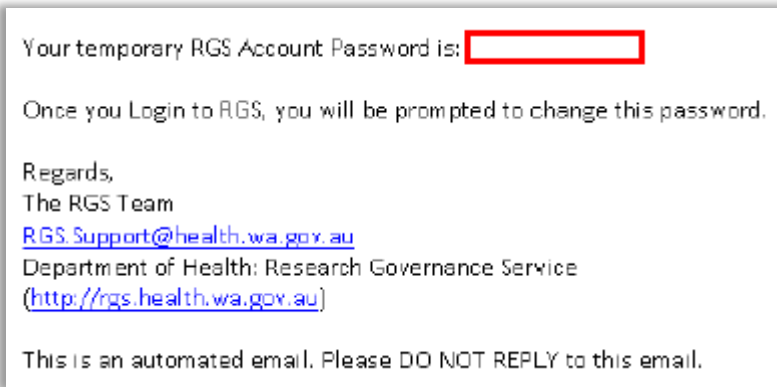 Your temporary RGS Account Password is:
Once you Login to RGS, you will be prompted to change this password.
Regards,
The RGS Team
RGS.Support@health.wa.gov.au
Department of Health: Research Governance Service
(http://rgs.health.wa.gov.au)
This is an automated email. Please DO NOT REPLY to this email.